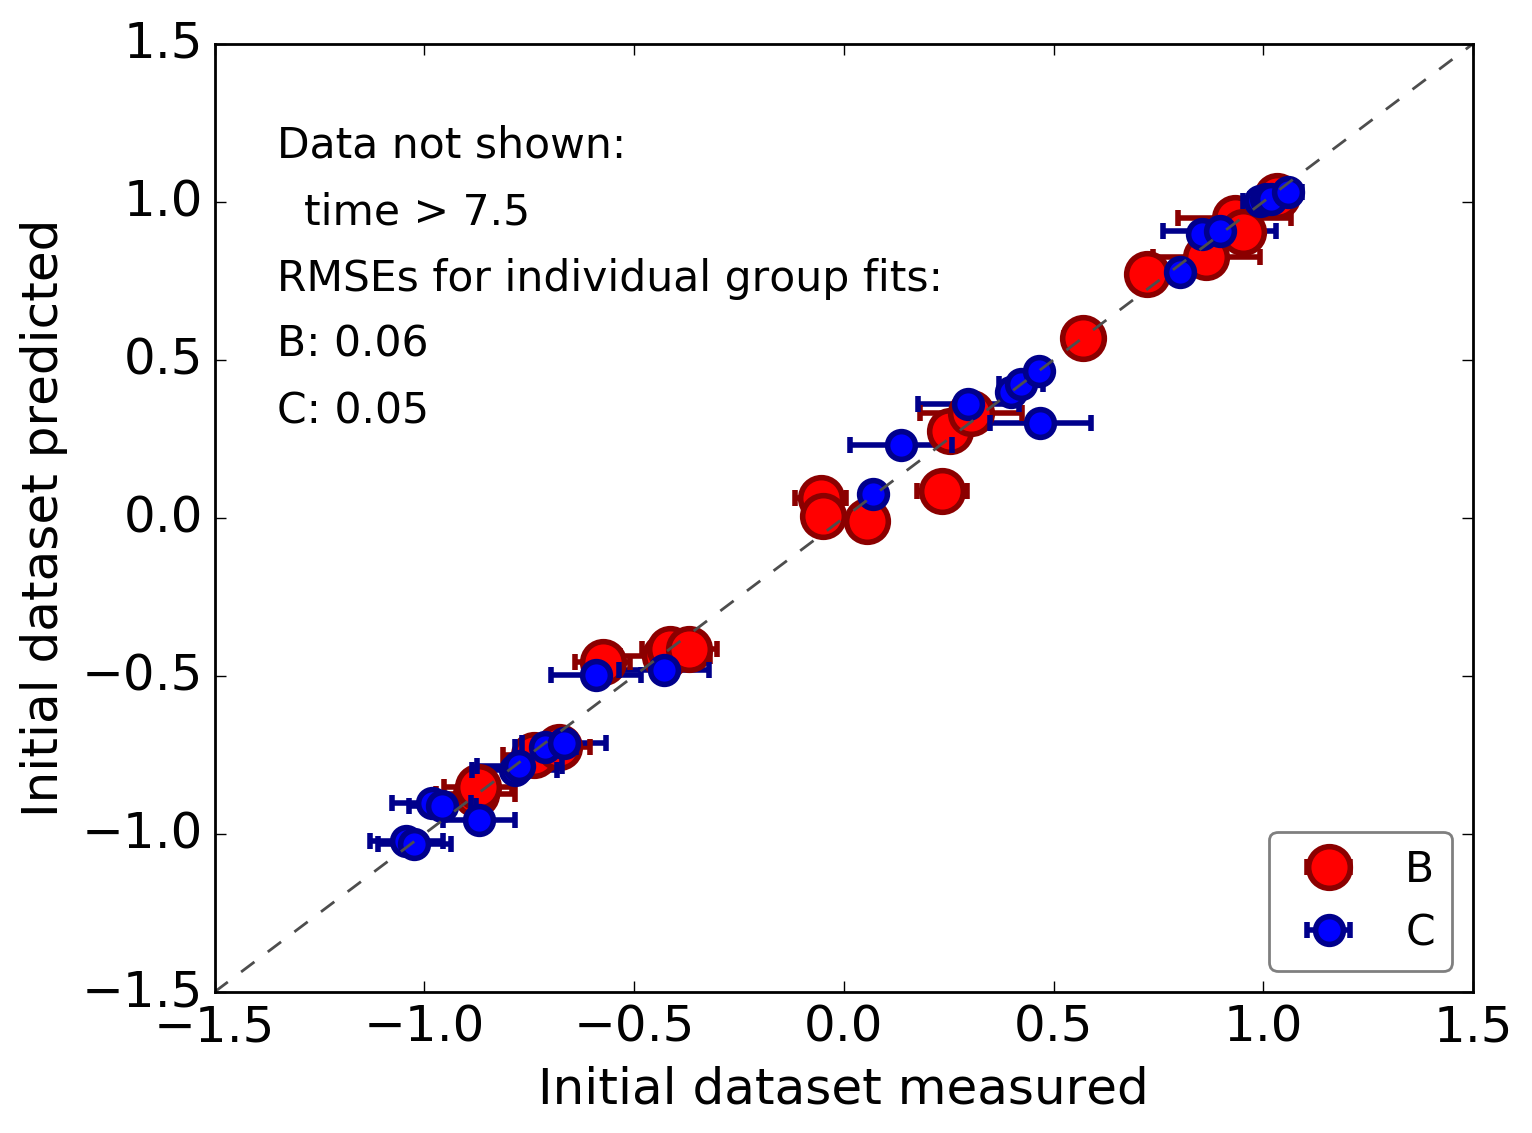 1.5
1.0
0.5
0.0
−0.5
−1.0
−1.5
Initial dataset predicted
Data not shown:
time > 7.5
RMSEs for individual group fits:
B: 0.06
C: 0.05
B
C
−1.5
−1.0
−0.5
0.0
0.5
1.0
1.5
Initial dataset measured